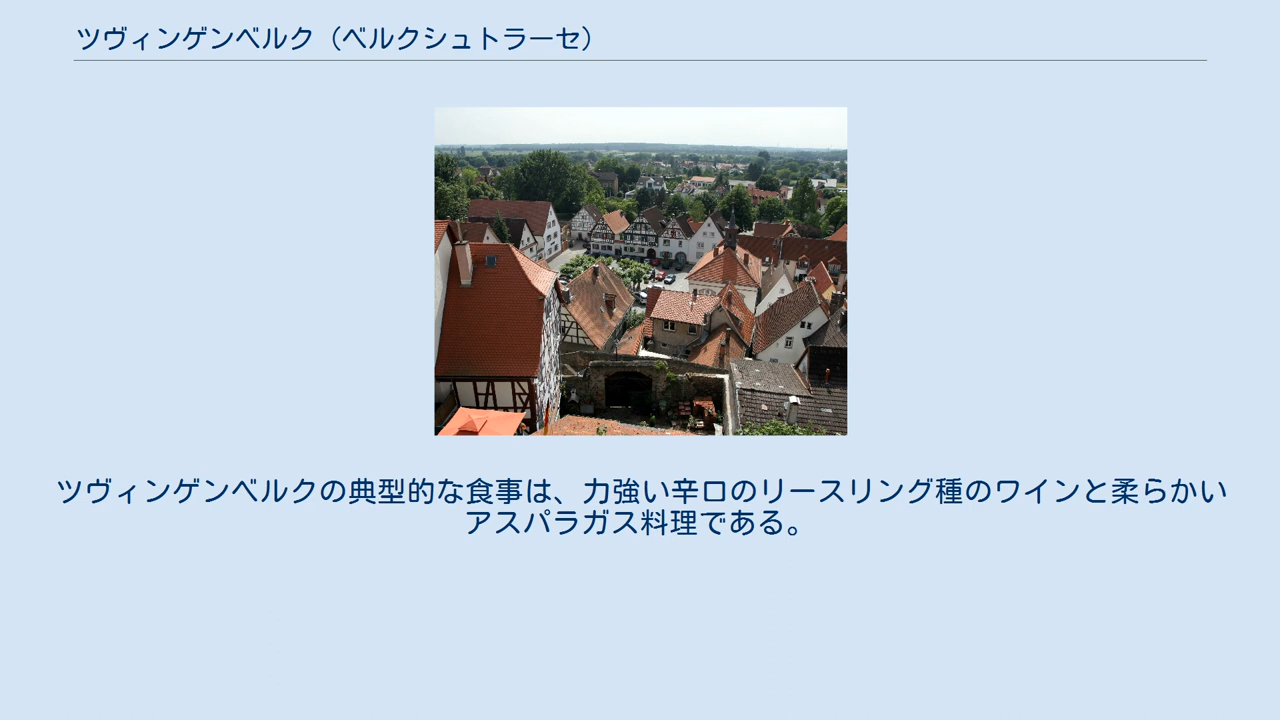 ツヴィンゲンベルク（ベルクシュトラーセ）
ツヴィンゲンベルクの典型的な食事は、力強い辛口のリースリング種のワインと柔らかい
アスパラガス料理である。